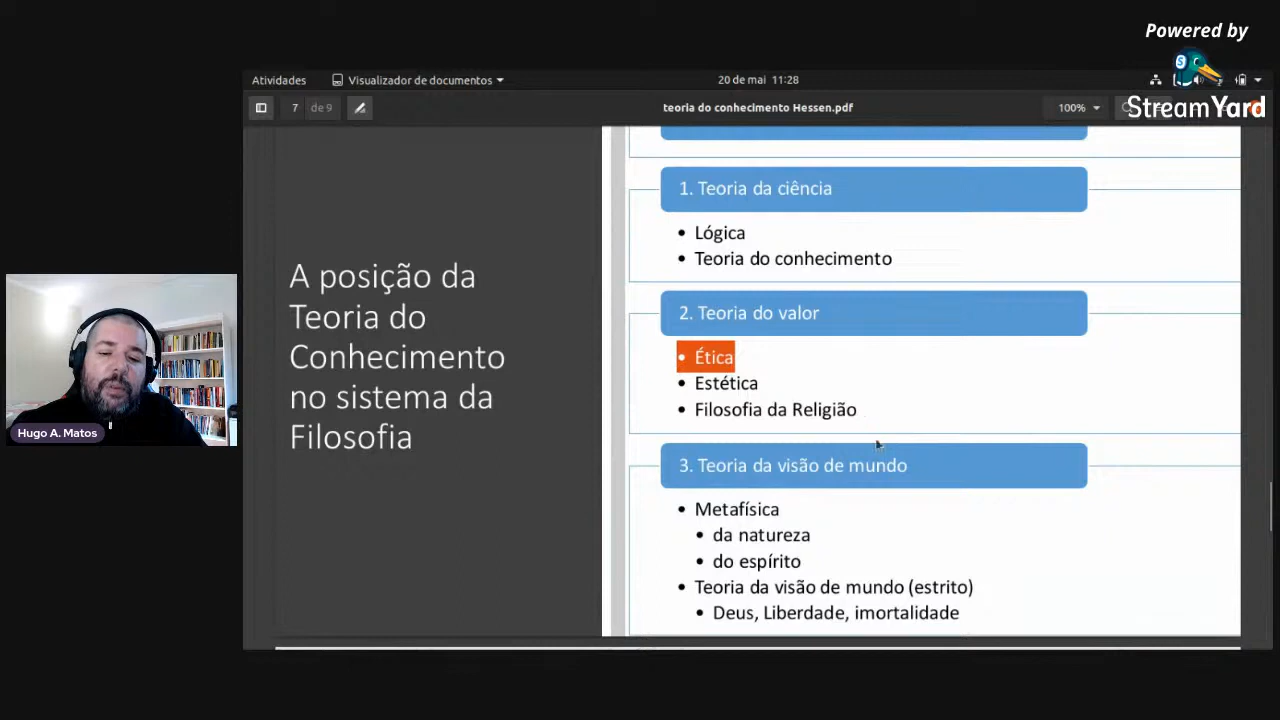 Powered by
StreamYard
Atividades
Visualizador de documentos
20 de mai 11:28
7 de 9
teoria do conhecimento Hessen.pdf
100%
A posição da
Teoria do
Conhecimento
no sistema da
Filosofia
1. Teoria da ciência
• Lógica
• Teoria do conhecimento
2. Teoria do valor
• Ética
• Estética
• Filosofia da Religião
3. Teoria da visão de mundo
• Metafísica
• da natureza
• do espírito
• Teoria da visão de mundo (estrito)
• Deus, Liberdade, imortalidade
Hugo A. Matos